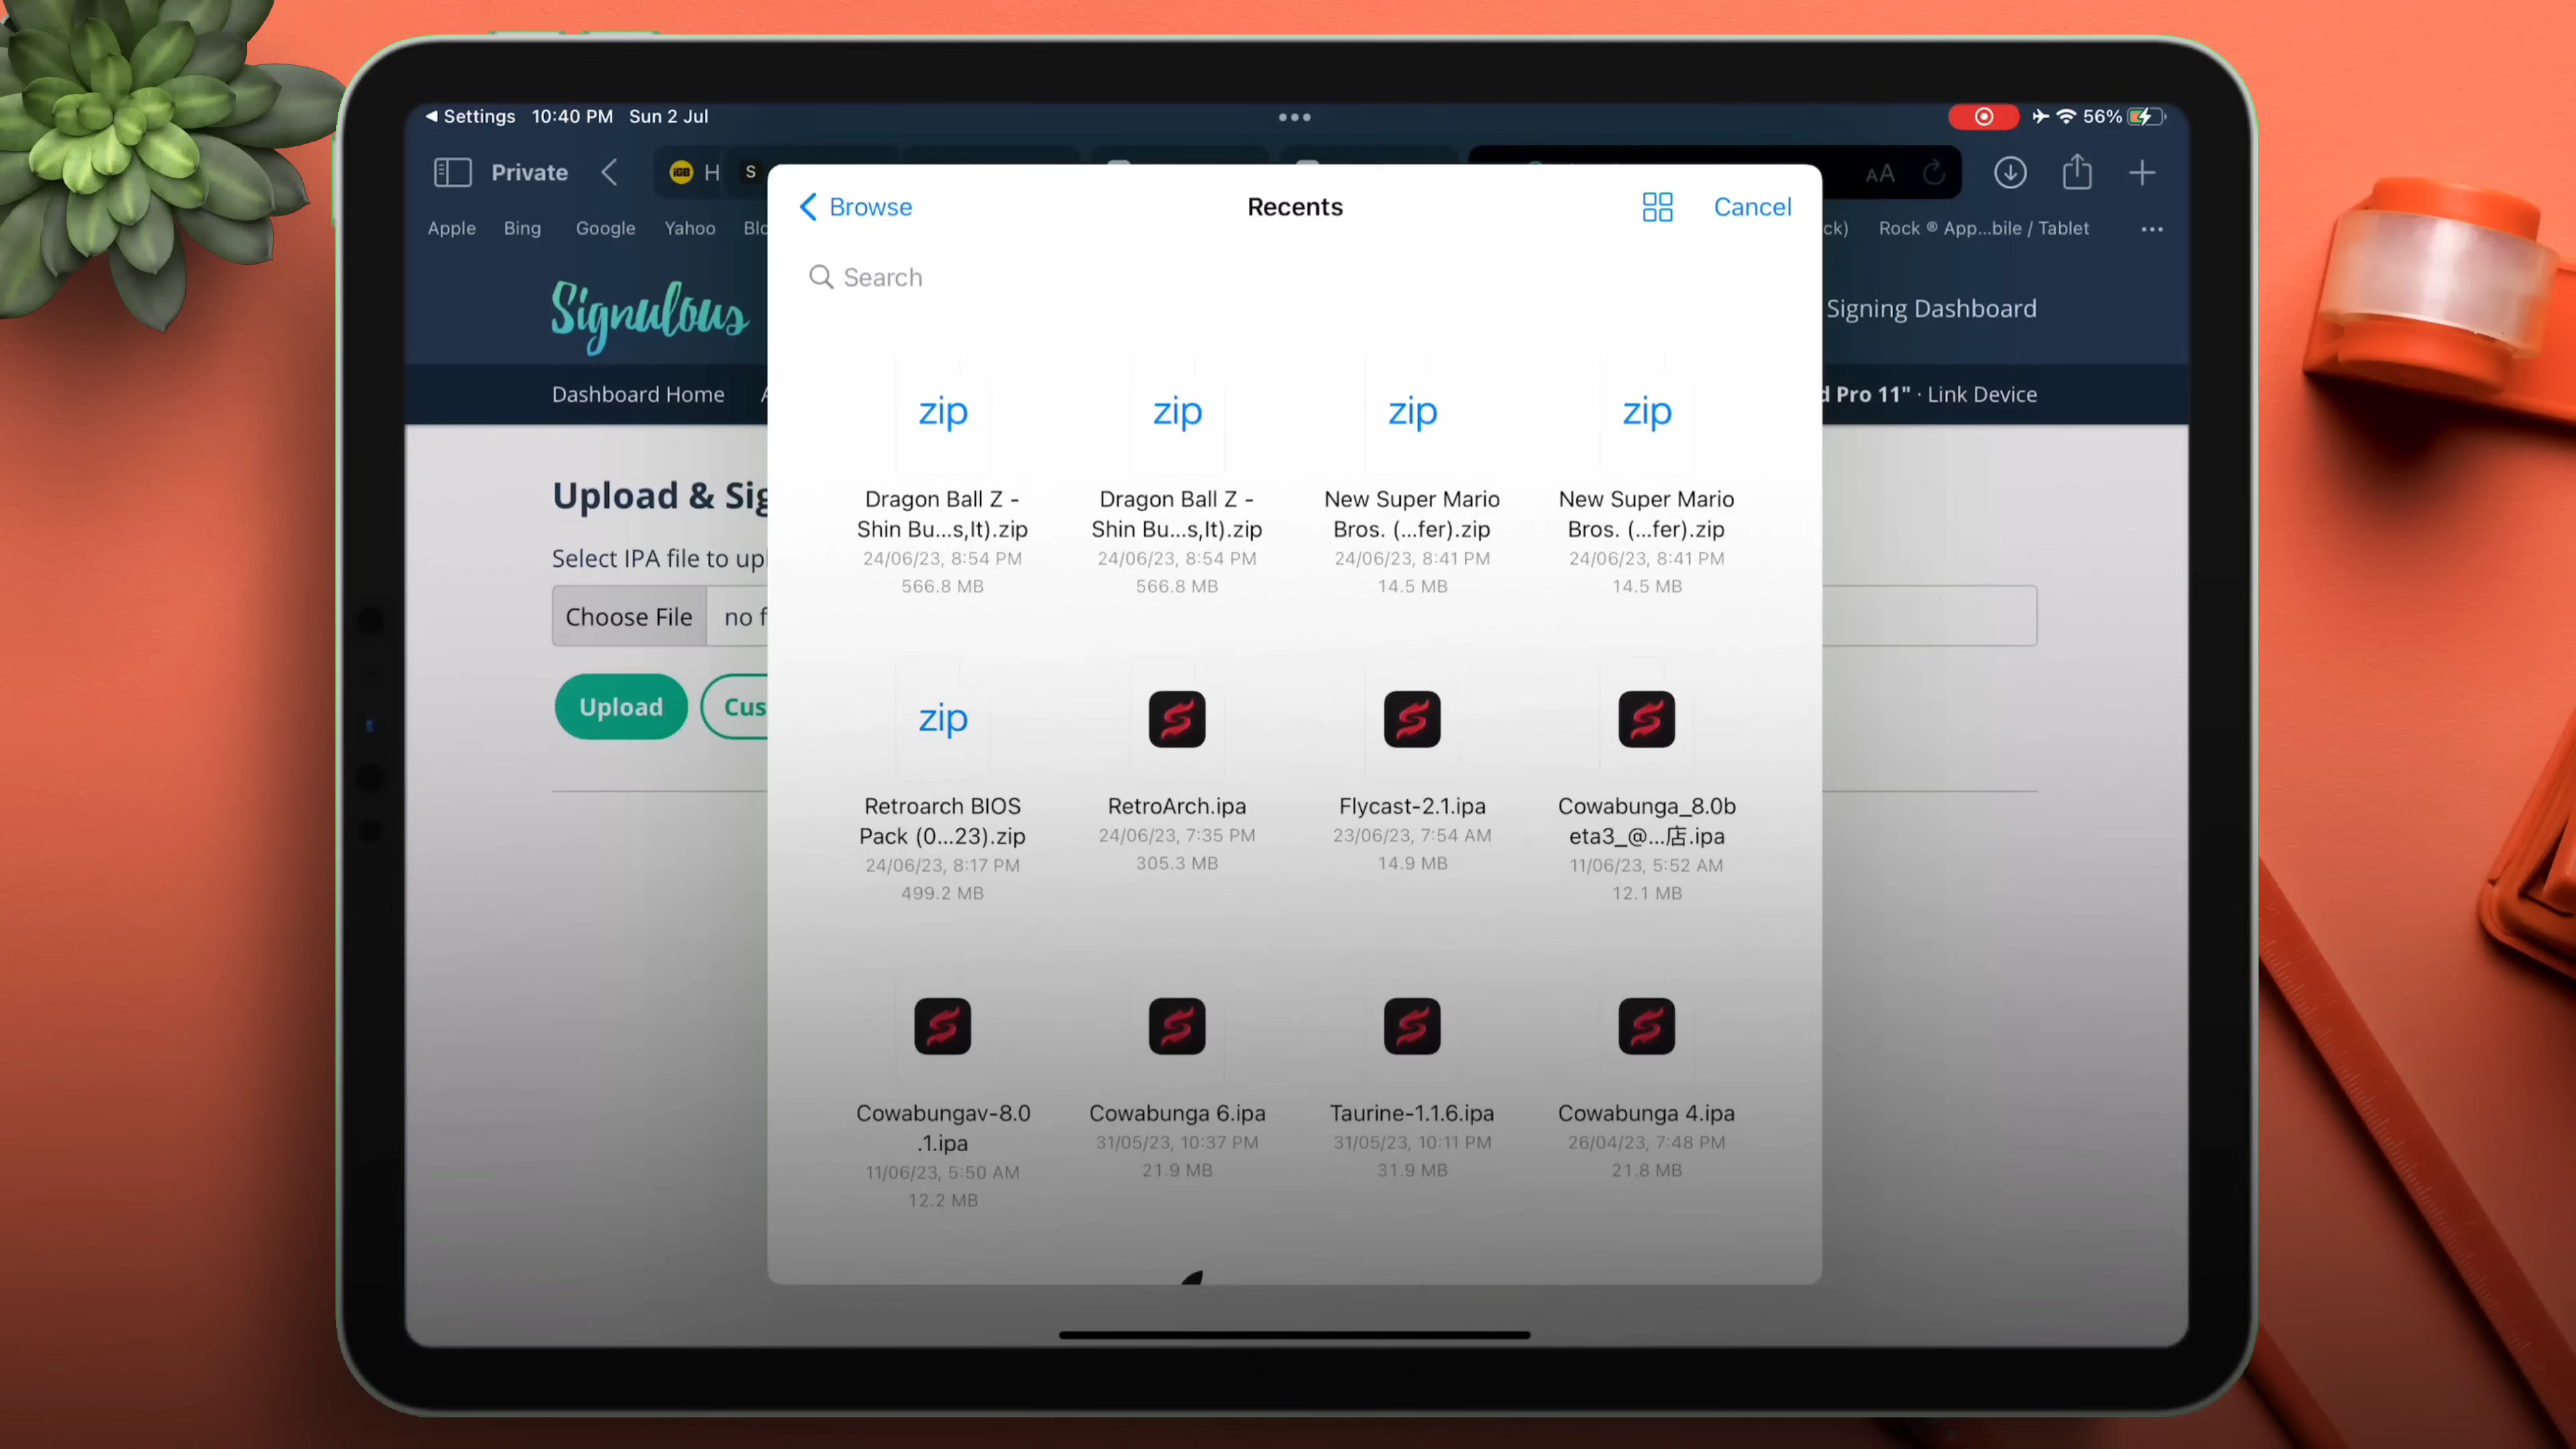 Settings 10:40 PM Sun 2 Jul
56%
Private
iGB H S
AA
Apple Bing Google Yahoo Blo
ck) Rock ® App...bile / Tablet
Signulous
Signing Dashboard
Dashboard Home
d Pro 11" · Link Device
Upload & Sig
Select IPA file to upl
Choose File no f
Upload Cus
Browse
Recents
Cancel
Search
zip
Dragon Ball Z -
Shin Bu...s,It).zip
24/06/23, 8:54 PM
566.8 MB
zip
Dragon Ball Z -
Shin Bu...s,It).zip
24/06/23, 8:54 PM
566.8 MB
zip
New Super Mario
Bros. (...fer).zip
24/06/23, 8:41 PM
14.5 MB
zip
New Super Mario
Bros. (...fer).zip
24/06/23, 8:41 PM
14.5 MB
zip
Retroarch BIOS
Pack (0...23).zip
24/06/23, 8:17 PM
499.2 MB
RetroArch.ipa
24/06/23, 7:35 PM
305.3 MB
Flycast-2.1.ipa
23/06/23, 7:54 AM
14.9 MB
Cowabunga_8.0b
eta3_@...店.ipa
11/06/23, 5:52 AM
12.1 MB
Cowabungav-8.0
.1.ipa
11/06/23, 5:50 AM
12.2 MB
Cowabunga 6.ipa
31/05/23, 10:37 PM
21.9 MB
Taurine-1.1.6.ipa
31/05/23, 10:11 PM
31.9 MB
Cowabunga 4.ipa
26/04/23, 7:48 PM
21.8 MB